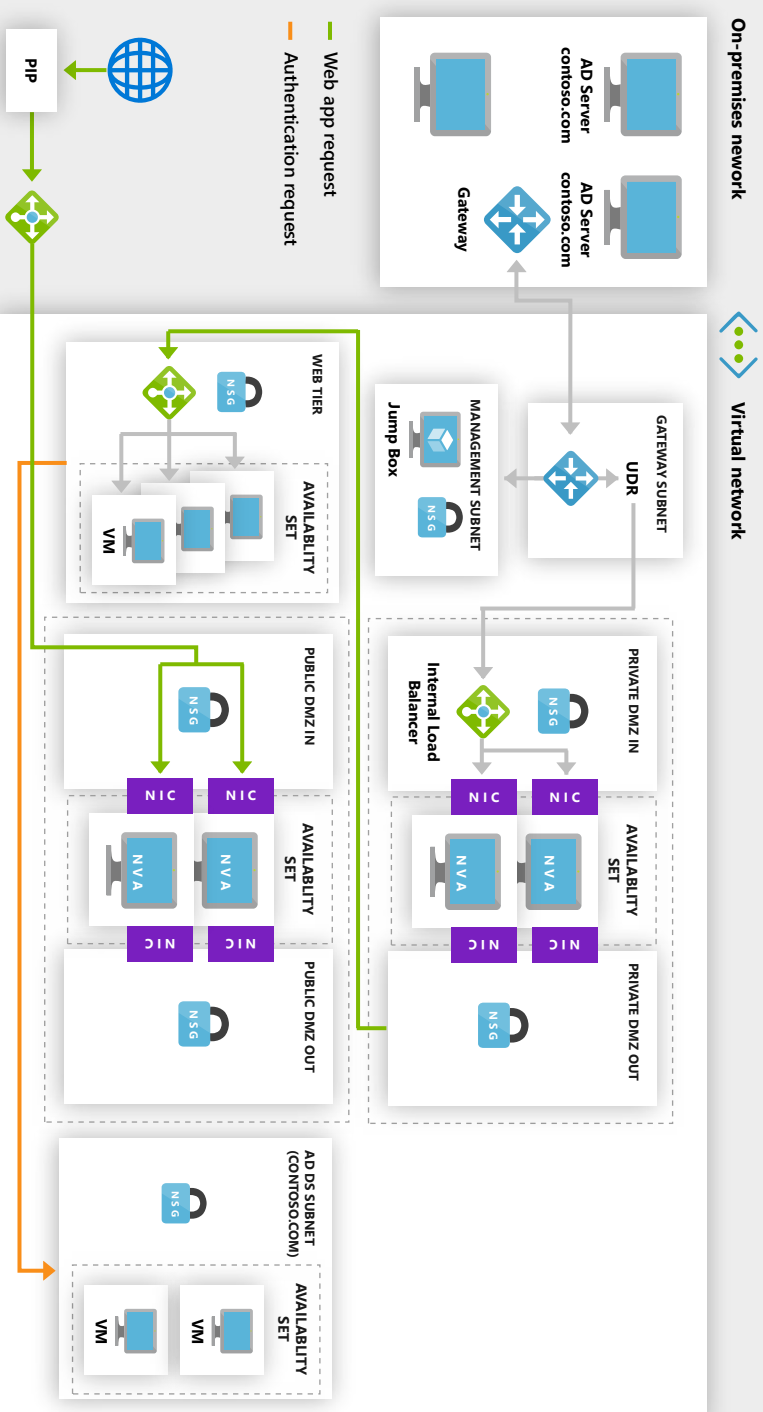 On-premises nework
AD Server
contoso.com
AD Server
contoso.com
Gateway
Web app request
Authentication request
PIP
Virtual network
GATEWAY SUBNET
UDR
MANAGEMENT SUBNET
NSG
Jump Box
WEB TIER
NSG
AVAILABLITY
SET
VM
PRIVATE DMZ IN
NSG
Internal Load
Balancer
NIC
NIC
AVAILABLITY
SET
NVA
NVA
NIC
NIC
PRIVATE DMZ OUT
NSG
PUBLIC DMZ IN
NSG
NIC
NIC
AVAILABLITY
SET
NVA
NVA
NIC
NIC
PUBLIC DMZ OUT
NSG
AD DS SUBNET
(CONTOSO.COM)
NSG
AVAILABLITY
SET
VM
VM